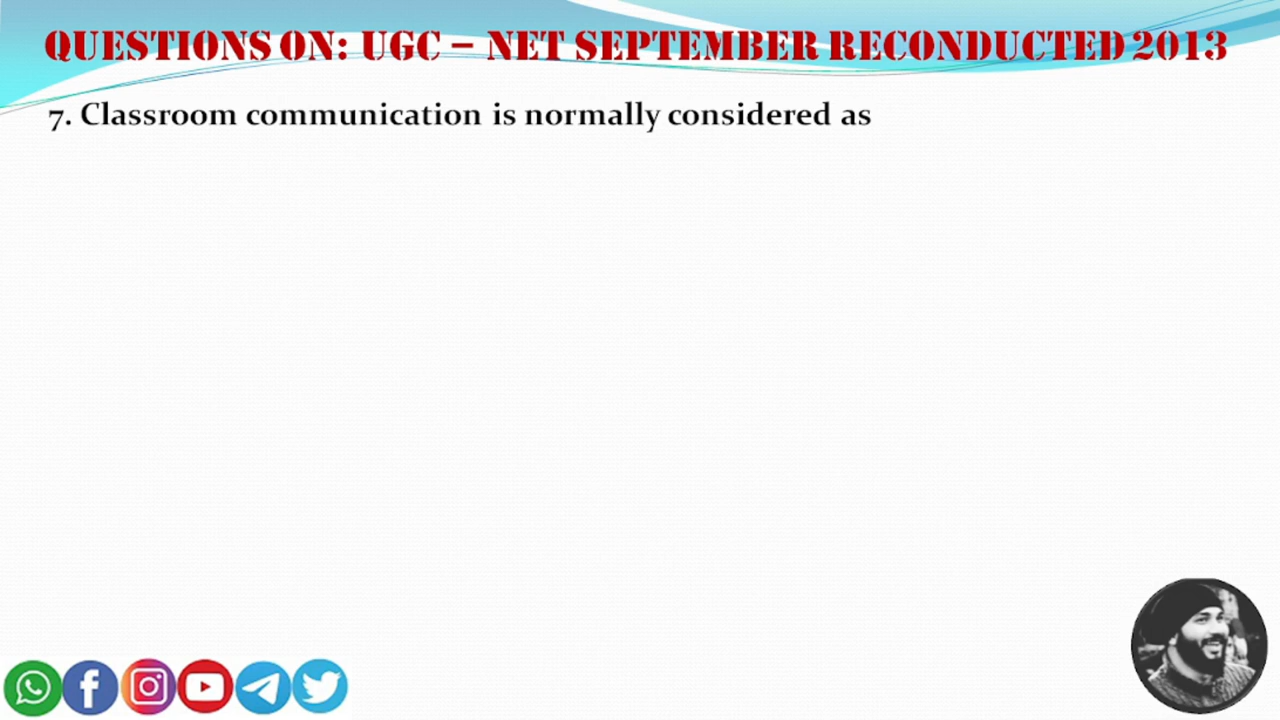 QUESTIONS ON: UGC – NET SEPTEMBER RECONDUCTED 2013
7. Classroom communication is normally considered as